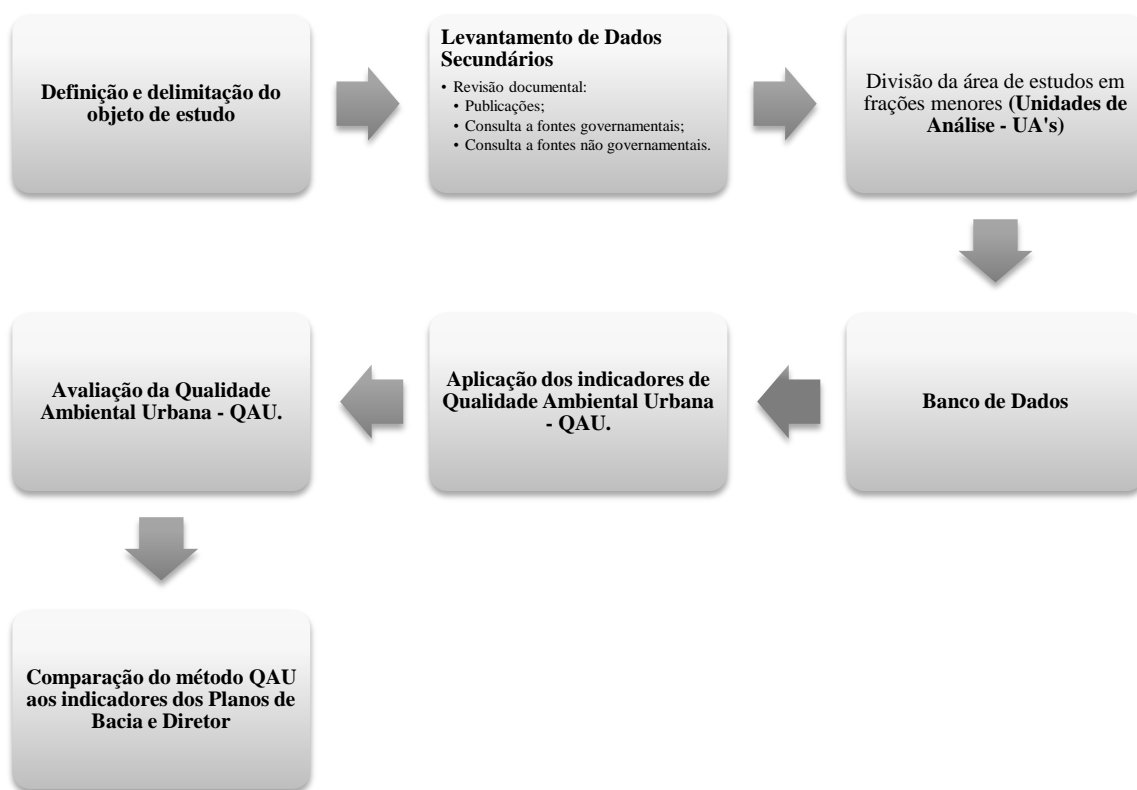 Definição e delimitação do
objeto de estudo
Levantamento de Dados
Secundários
• Revisão documental:
• Publicações;
• Consulta a fontes governamentais;
• Consulta a fontes não governamentais.
Divisão da área de estudos em
frações menores (Unidades de
Análise - UA's)
Banco de Dados
Aplicação dos indicadores de
Qualidade Ambiental Urbana
- QAU.
Avaliação da Qualidade
Ambiental Urbana - QAU.
Comparação do método QAU
aos indicadores dos Planos de
Bacia e Diretor